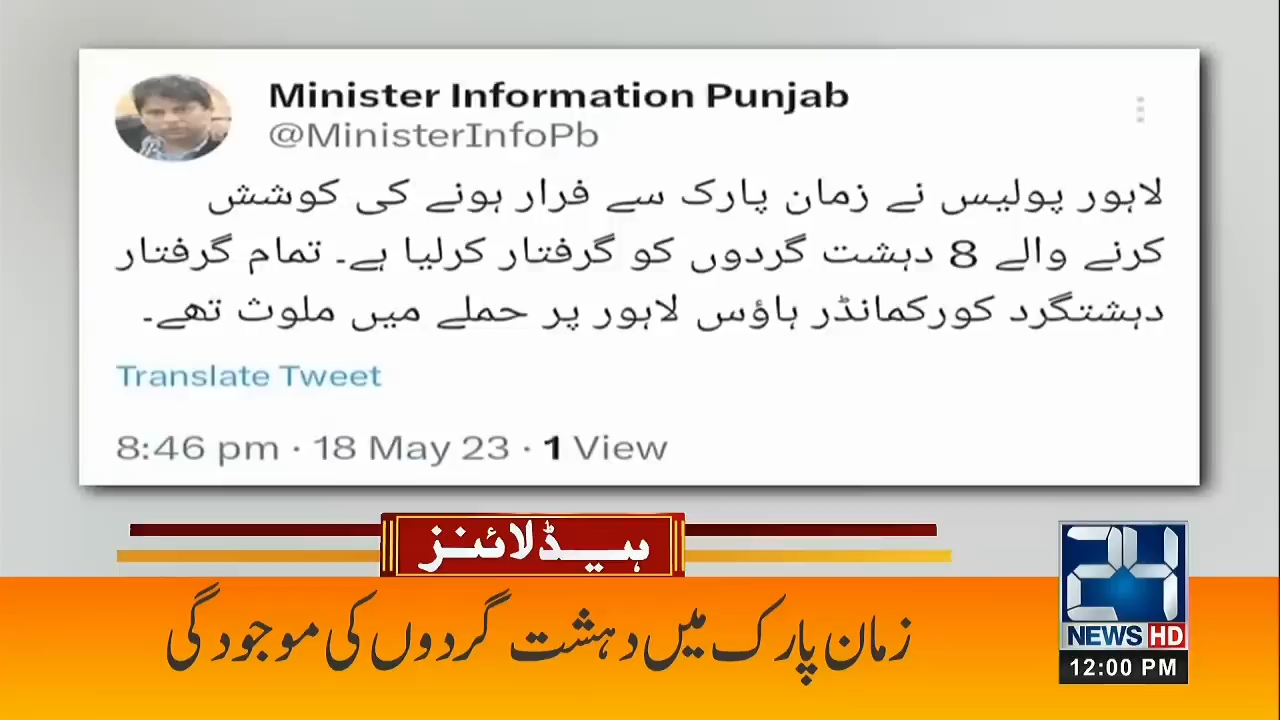 Minister Information Punjab
@MinisterInfoPb
لاہور پولیس نے زمان پارک سے فرار ہونے کی کوشش
کرنے والے 8 دہشت گردوں کو گرفتار کرلیا ہے۔ تمام گرفتار
دہشتگرد کورکمانڈر ہاؤس لاہور پر حملے میں ملوث تھے۔
Translate Tweet
8:46 pm · 18 May 23 · 1 View
ہیڈلائنز
زمان پارک میں دہشت گردوں کی موجودگی
24
NEWS HD
12:00 PM